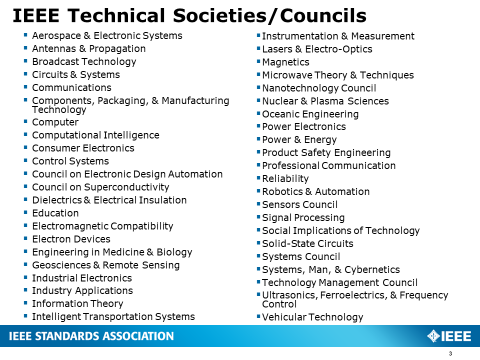 IEEE Technical Societies/Councils
Aerospace & Electronic Systems
Antennas & Propagation
Broadcast Technology
Circuits & Systems
Communications
Components, Packaging, & Manufacturing
Technology
Computer
Computational Intelligence
Consumer Electronics
Control Systems
Council on Electronic Design Automation
Council on Superconductivity
Dielectrics & Electrical Insulation
Education
Electromagnetic Compatibility
Electron Devices
Engineering in Medicine & Biology
Geosciences & Remote Sensing
Industrial Electronics
Industry Applications
Information Theory
Intelligent Transportation Systems
Instrumentation & Measurement
Lasers & Electro-Optics
Magnetics
Microwave Theory & Techniques
Nanotechnology Council
Nuclear & Plasma Sciences
Oceanic Engineering
Power Electronics
Power & Energy
Product Safety Engineering
Professional Communication
Reliability
Robotics & Automation
Sensors Council
Signal Processing
Social Implications of Technology
Solid-State Circuits
Systems Council
Systems, Man, & Cybernetics
Technology Management Council
Ultrasonics, Ferroelectrics, & Frequency
Control
Vehicular Technology
IEEE STANDARDS ASSOCIATION
IEEE
3